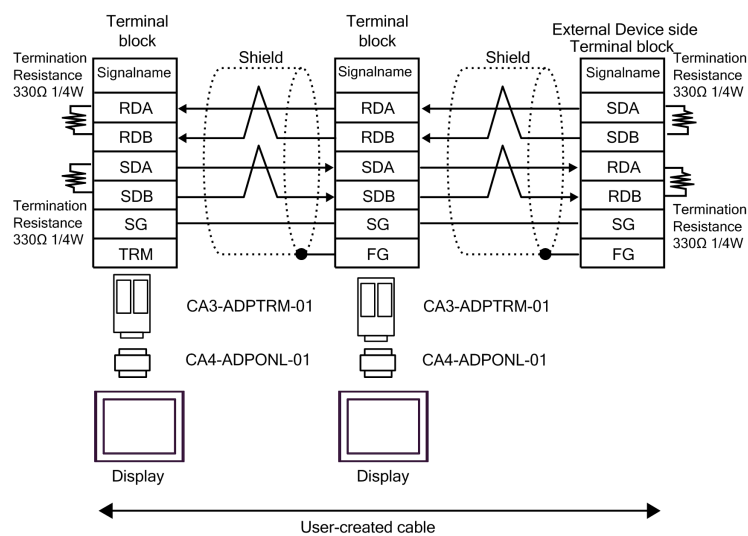 Terminal
block
Terminal
block
External Device side
Terminal block
Termination
Resistance
330Ω 1/4W
Shield
Shield
Termination
Resistance
330Ω 1/4W
Signalname
Signalname
Signalname
RDA
RDA
SDA
RDB
RDB
SDB
SDA
SDA
RDA
SDB
SDB
RDB
Termination
Resistance
330Ω 1/4W
Termination
Resistance
330Ω 1/4W
SG
SG
SG
TRM
FG
FG
CA3-ADPTRM-01
CA3-ADPTRM-01
CA4-ADPONL-01
CA4-ADPONL-01
Display
Display
User-created cable